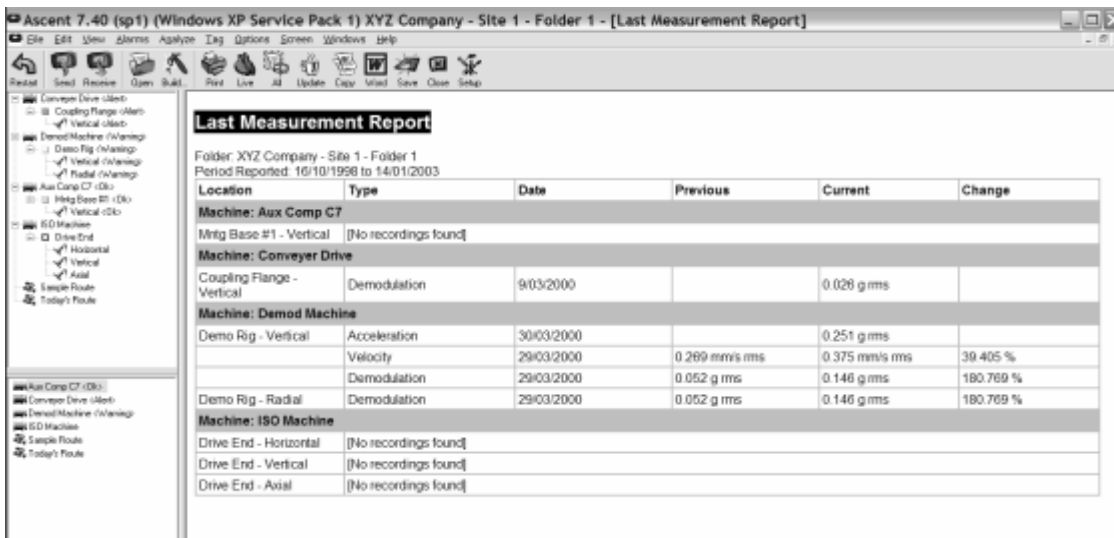 Ascent 7.40 (sp1) (Windows XP Service Pack 1) XYZ Company - Site 1 - Folder 1 - [Last Measurement Report]
File Edit View Alarms Analyze Tag Options Screen Windows Help
Restart Send Receive Open Build.. Print Live All Update Copy Word Save Close Setup
Conveyer Drive <Alert>
Coupling Flange <Alert>
Vertical <Alert>
Demod Machine <Warning>
Demo Rig <Warning>
Vertical <Warning>
Radial <Warning>
Aux Comp C7 <Ok>
Mntg Base #1 <Ok>
Vertical <Ok>
ISO Machine
Drive End
Horizontal
Vertical
Axial
Sample Route
Today's Route
Aux Comp C7 <Ok>
Conveyer Drive <Alert>
Demod Machine <Warning>
ISO Machine
Sample Route
Today's Route
Last Measurement Report
Folder: XYZ Company - Site 1 - Folder 1
Period Reported: 16/10/1998 to 14/01/2003
Location Type Date Previous Current Change
Machine: Aux Comp C7
Mntg Base #1 - Vertical [No recordings found]
Machine: Conveyer Drive
Coupling Flange - Vertical Demodulation 9/03/2000 0.026 g rms
Machine: Demod Machine
Demo Rig - Vertical Acceleration 30/03/2000 0.251 g rms
Velocity 29/03/2000 0.269 mm/s rms 0.375 mm/s rms 39.405 %
Demodulation 29/03/2000 0.052 g rms 0.146 g rms 180.769 %
Demo Rig - Radial Demodulation 29/03/2000 0.052 g rms 0.146 g rms 180.769 %
Machine: ISO Machine
Drive End - Horizontal [No recordings found]
Drive End - Vertical [No recordings found]
Drive End - Axial [No recordings found]